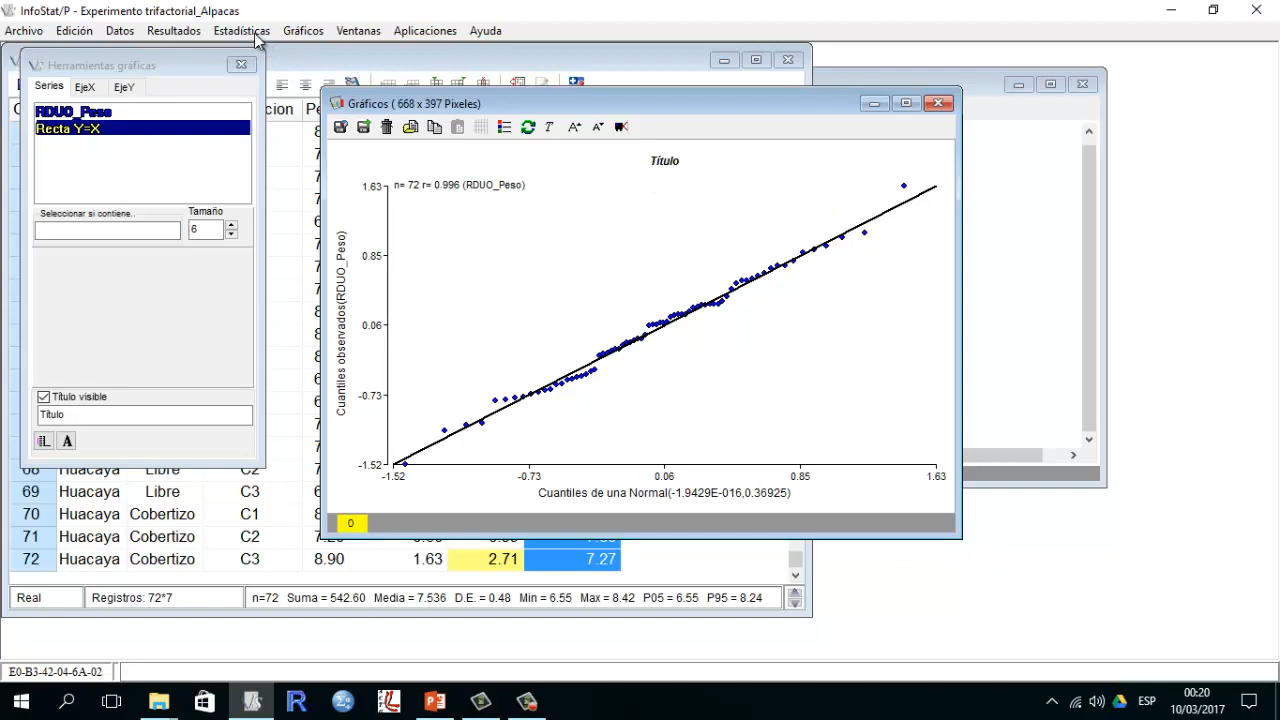 InfoStat/P - Experimento trifactorial_Alpacas
Archivo Edición Datos Resultados Estadísticas Gráficos Ventanas Aplicaciones Ayuda
Herramientas gráficas
Series EjeX EjeY
RDUO_Peso
Recta Y=X
Seleccionar si contiene..
Tamaño
6
Título visible
Título
A
cion
Gráficos ( 668 x 397 Pixeles)
Título
n= 72 r= 0.996 (RDUO_Peso)
1.63
0.85
0.06
-0.73
-1.52
Cuantiles observados(RDUO_Peso)
-1.52 -0.73 0.06 0.85 1.63
Cuantiles de una Normal(-1.9429E-016,0.36925)
0
68 Huacaya Libre C2
69 Huacaya Libre C3
70 Huacaya Cobertizo C1
71 Huacaya Cobertizo C2
72 Huacaya Cobertizo C3 8.90 1.63 2.71 7.27
Real Registros: 72*7 n=72 Suma = 542.60 Media = 7.536 D.E. = 0.48 Min = 6.55 Max = 8.42 P05 = 6.55 P95 = 8.24
E0-B3-42-04-6A-02
ESP
00:20
10/03/2017